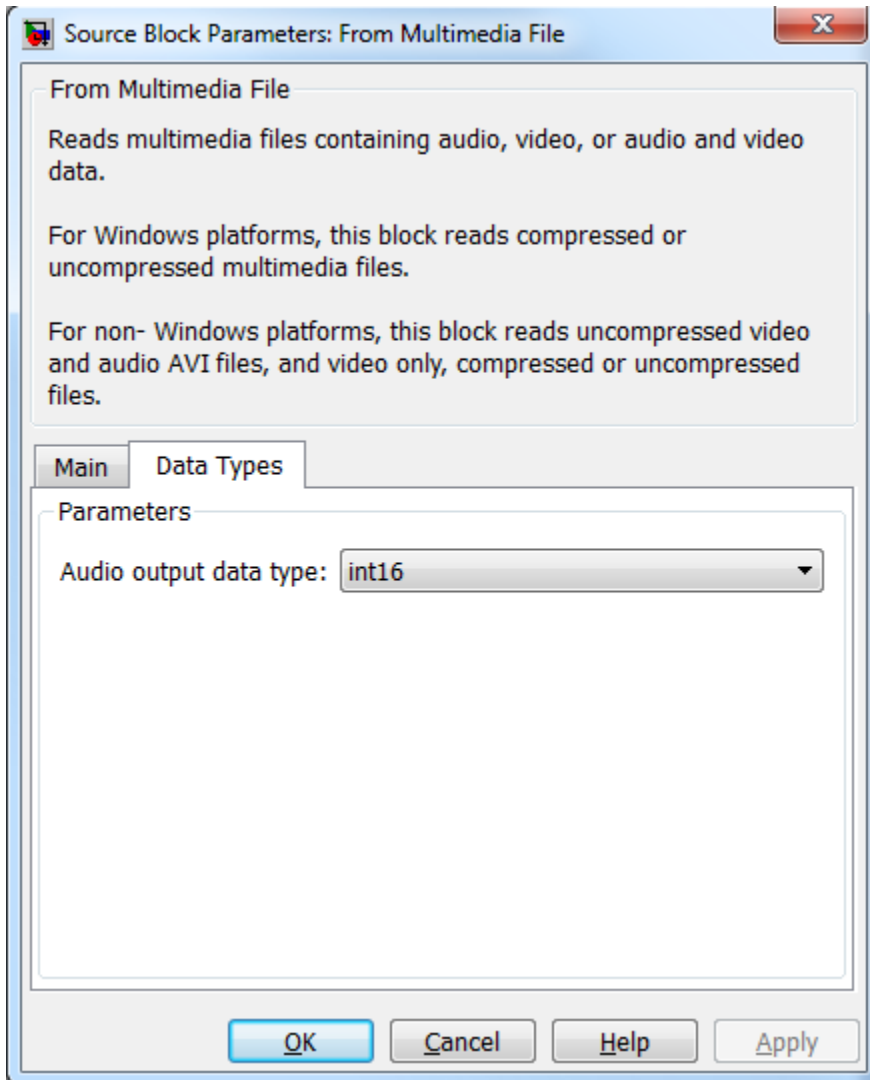 Source Block Parameters: From Multimedia File
From Multimedia File
Reads multimedia files containing audio, video, or audio and video
data.
For Windows platforms, this block reads compressed or
uncompressed multimedia files.
For non- Windows platforms, this block reads uncompressed video
and audio AVI files, and video only, compressed or uncompressed
files.
Main Data Types
Parameters
Audio output data type: int16
OK Cancel Help Apply